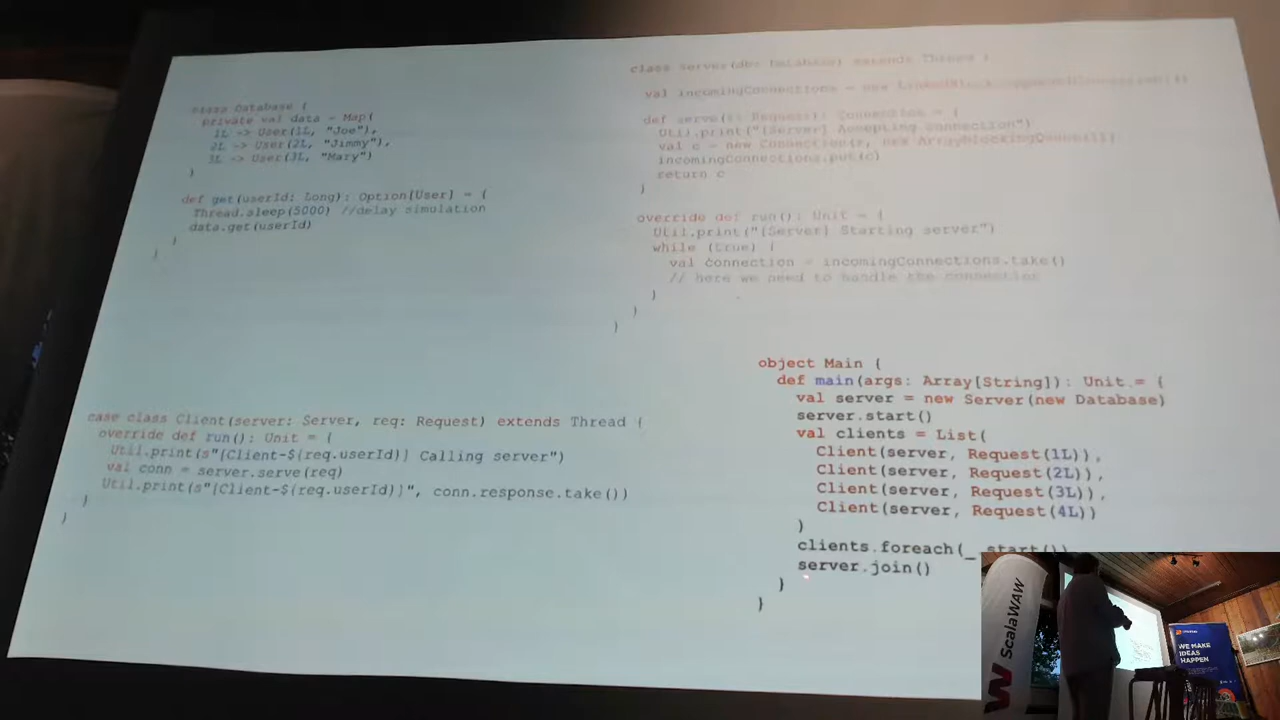 class Database {
private val data = Map(
1L -> User(1L, "Joe"),
2L -> User(2L, "Jimmy"),
3L -> User(3L, "Mary")
)
def get(userId: Long): Option[User] = {
Thread.sleep(5000) //delay simulation
data.get(userId)
}
}
class Server(db: Database) extends Thread {
val incomingConnections = new
def serve(r: Request): Connection = {
Util.print("[Server] Accepting connection")
val c = new Connection(r, new ArrayBlockingQueue(1))
incomingConnections.put(c)
return c
}
override def run(): Unit = {
Util.print("[Server] Starting server")
while (true) {
val connection = incomingConnections.take()
// here we need to handle the connection
}
}
}
case class Client(server: Server, req: Request) extends Thread {
override def run(): Unit = {
Util.print(s"[Client-${req.userId}] Calling server")
val conn = server.serve(req)
Util.print(s"[Client-${req.userId}]", conn.response.take())
}
}
object Main {
def main(args: Array[String]): Unit = {
val server = new Server(new Database)
server.start()
val clients = List(
Client(server, Request(1L)),
Client(server, Request(2L)),
Client(server, Request(3L)),
Client(server, Request(4L))
)
clients.foreach(_.start())
server.join()
}
}
ScalaWAW
WE MAKE
IDEAS
HAPPEN